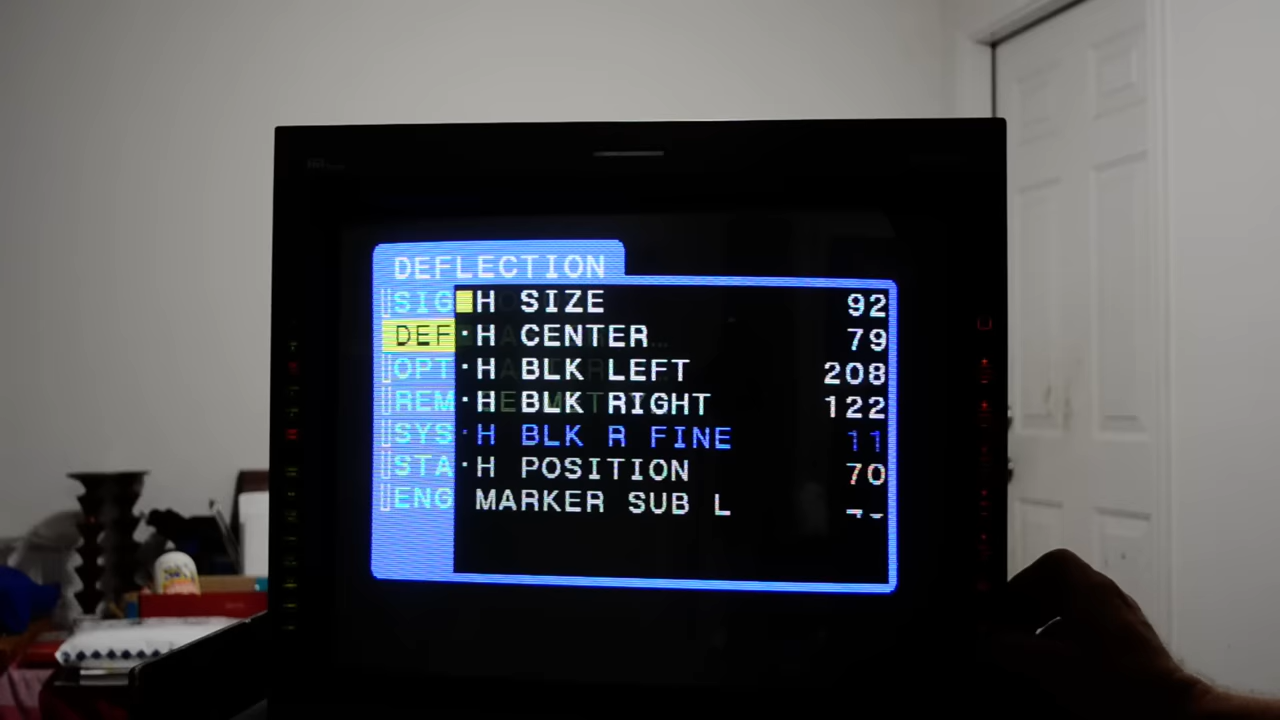 DEFLECTION
SIG H SIZE 92
DEF ·H CENTER 79
OPT ·H BLK LEFT 208
REM ·H BLK RIGHT 122
SYS ·H BLK R FINE 11
STA ·H POSITION 70
ENG MARKER SUB L